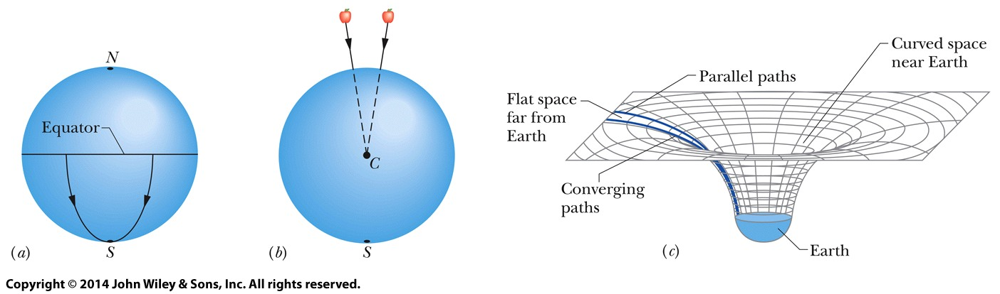 N
Equator
S
(a)
C
S
(b)
Flat space
far from
Earth
Parallel paths
Curved space
near Earth
Converging
paths
Earth
(c)
Copyright © 2014 John Wiley & Sons, Inc. All rights reserved.